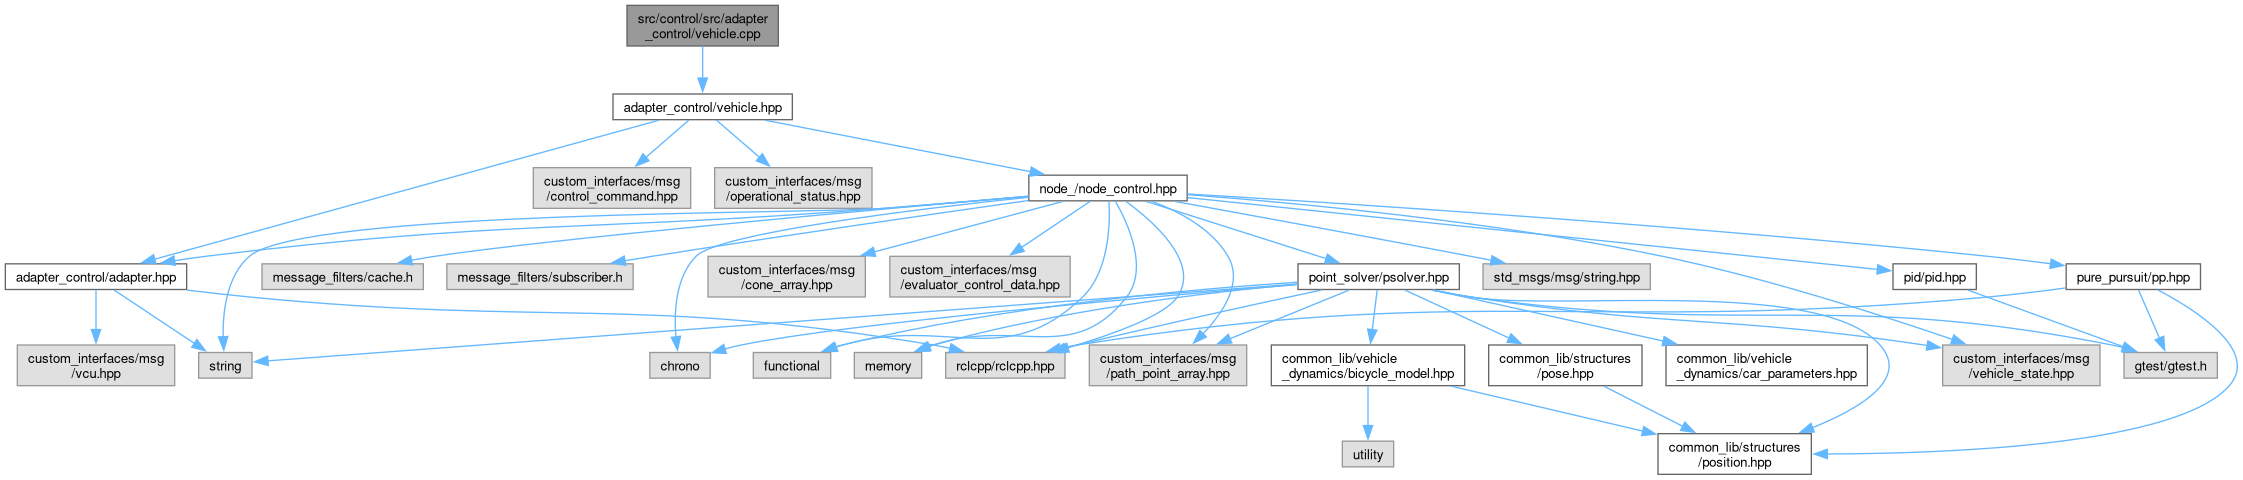 src/control/src/adapter
_control/vehicle.cpp
adapter_control/vehicle.hpp
custom_interfaces/msg
/control_command.hpp
custom_interfaces/msg
/operational_status.hpp
node_/node_control.hpp
adapter_control/adapter.hpp
message_filters/cache.h
message_filters/subscriber.h
custom_interfaces/msg
/cone_array.hpp
custom_interfaces/msg
/evaluator_control_data.hpp
point_solver/psolver.hpp
std_msgs/msg/string.hpp
pid/pid.hpp
pure_pursuit/pp.hpp
custom_interfaces/msg
/vcu.hpp
string
chrono
functional
memory
rclcpp/rclcpp.hpp
custom_interfaces/msg
/path_point_array.hpp
common_lib/vehicle
_dynamics/bicycle_model.hpp
common_lib/structures
/pose.hpp
common_lib/vehicle
_dynamics/car_parameters.hpp
custom_interfaces/msg
/vehicle_state.hpp
gtest/gtest.h
utility
common_lib/structures
/position.hpp